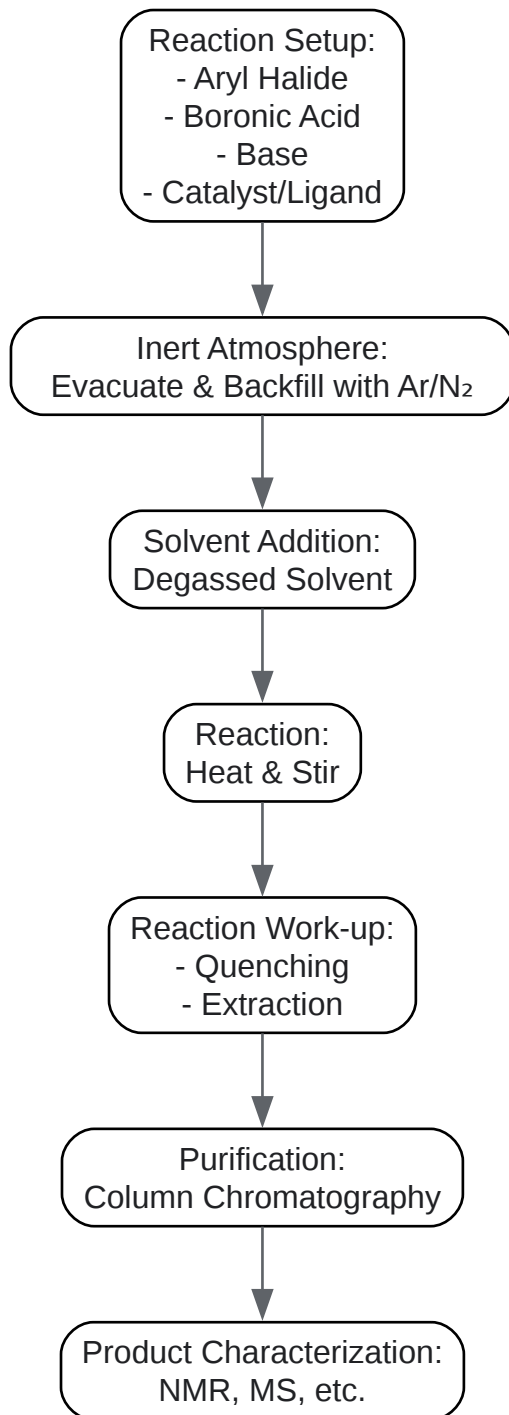 Reaction Setup:
- Aryl Halide
- Boronic Acid
- Base
- Catalyst/Ligand
Inert Atmosphere:
Evacuate & Backfill with Ar/N₂
Solvent Addition:
Degassed Solvent
Reaction:
Heat & Stir
Reaction Work-up:
- Quenching
- Extraction
Purification:
Column Chromatography
Product Characterization:
NMR, MS, etc.